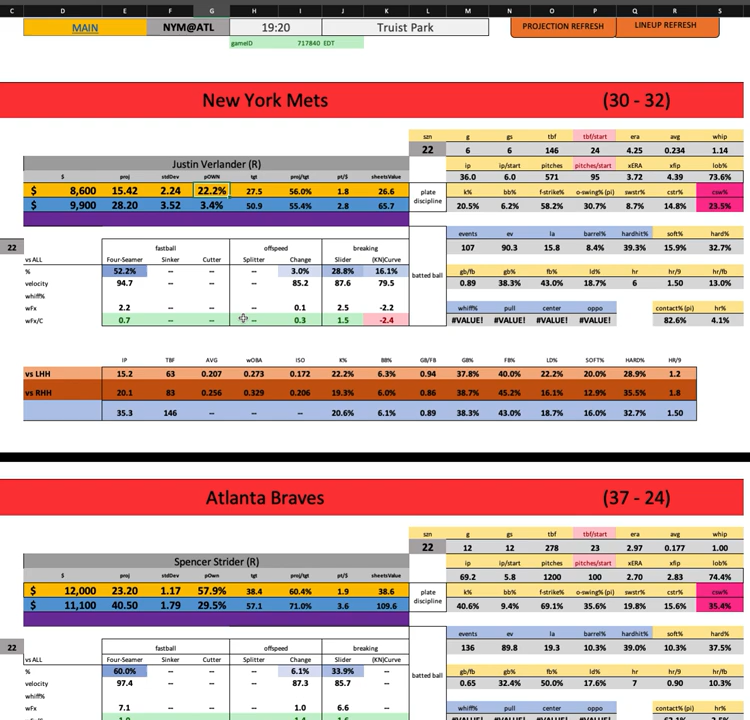 C D E F G H I J K L M N O P Q R S
MAIN NYM@ATL 19:20 Truist Park PROJECTION REFRESH LINEUP REFRESH
gameID 717840 EDT
New York Mets (30 - 32)
szn g gs tbf tbf/start era avg whip
22 6 6 146 24 4.25 0.234 1.14
Justin Verlander (R) ip ip/start pitches pitches/start xERA xfip lob%
36.0 6.0 571 95 3.72 4.39 73.6%
$ proj stdDev pOWN tgt proj/tgt pt/$ sheetsValue
$ 8,600 15.42 2.24 22.2% 27.5 56.0% 1.8 26.6 plate discipline k% bb% f-strike% o-swing% (pi) swstr% cstr% csw%
$ 9,900 28.20 3.52 3.4% 50.9 55.4% 2.8 65.7 20.5% 6.2% 58.2% 30.7% 8.7% 14.8% 23.5%
events ev la barrel% hardhit% soft% hard%
22 fastball offspeed breaking 107 90.3 15.8 8.4% 39.3% 15.9% 32.7%
vs ALL Four-Seamer Sinker Cutter Splitter Change Slider (KN)Curve
% 52.2% -- -- -- 3.0% 28.8% 16.1% batted ball gb/fb gb% fb% ld% hr hr/9 hr/fb
velocity 94.7 -- -- -- 85.2 87.6 79.5 0.89 38.3% 43.0% 18.7% 6 1.50 13.0%
whiff%
wFx 2.2 -- -- -- 0.1 2.5 -2.2 whiff% pull center oppo contact% (pi) hr%
wFx/C 0.7 -- -- -- 0.3 1.5 -2.4 #VALUE! #VALUE! #VALUE! #VALUE! 82.6% 4.1%
IP TBF AVG wOBA ISO K% BB% GB/FB GB% FB% LD% SOFT% HARD% HR/9
vs LHH 15.2 63 0.207 0.273 0.172 22.2% 6.3% 0.94 37.8% 40.0% 22.2% 20.0% 28.9% 1.2
vs RHH 20.1 83 0.256 0.329 0.206 19.3% 6.0% 0.86 38.7% 45.2% 16.1% 12.9% 35.5% 1.8
35.3 146 -- -- -- 20.6% 6.1% 0.89 38.3% 43.0% 18.7% 16.0% 32.7% 1.50
Atlanta Braves (37 - 24)
szn g gs tbf tbf/start era avg whip
22 12 12 278 23 2.97 0.177 1.00
Spencer Strider (R) ip ip/start pitches pitches/start xERA xfip lob%
69.2 5.8 1200 100 2.70 2.83 74.4%
$ proj stdDev pOwn tgt proj/tgt pt/$ sheetsValue
$ 12,000 23.20 1.17 57.9% 38.4 60.4% 1.9 38.6 plate discipline k% bb% f-strike% o-swing% (pi) swstr% cstr% csw%
$ 11,100 40.50 1.79 29.5% 57.1 71.0% 3.6 109.6 40.6% 9.4% 69.1% 35.6% 19.8% 15.6% 35.4%
events ev la barrel% hardhit% soft% hard%
22 fastball offspeed breaking 136 89.8 19.3 10.3% 39.0% 10.3% 37.5%
vs ALL Four-Seamer Sinker Cutter Splitter Change Slider (KN)Curve
% 60.0% -- -- -- 6.1% 33.9% -- batted ball gb/fb gb% fb% ld% hr hr/9 hr/fb
velocity 97.4 -- -- -- 87.3 85.7 -- 0.65 32.4% 50.0% 17.6% 7 0.90 10.3%
whiff%
wFx 7.1 -- -- -- 1.0 6.6 -- whiff% pull center oppo contact% (pi) hr%